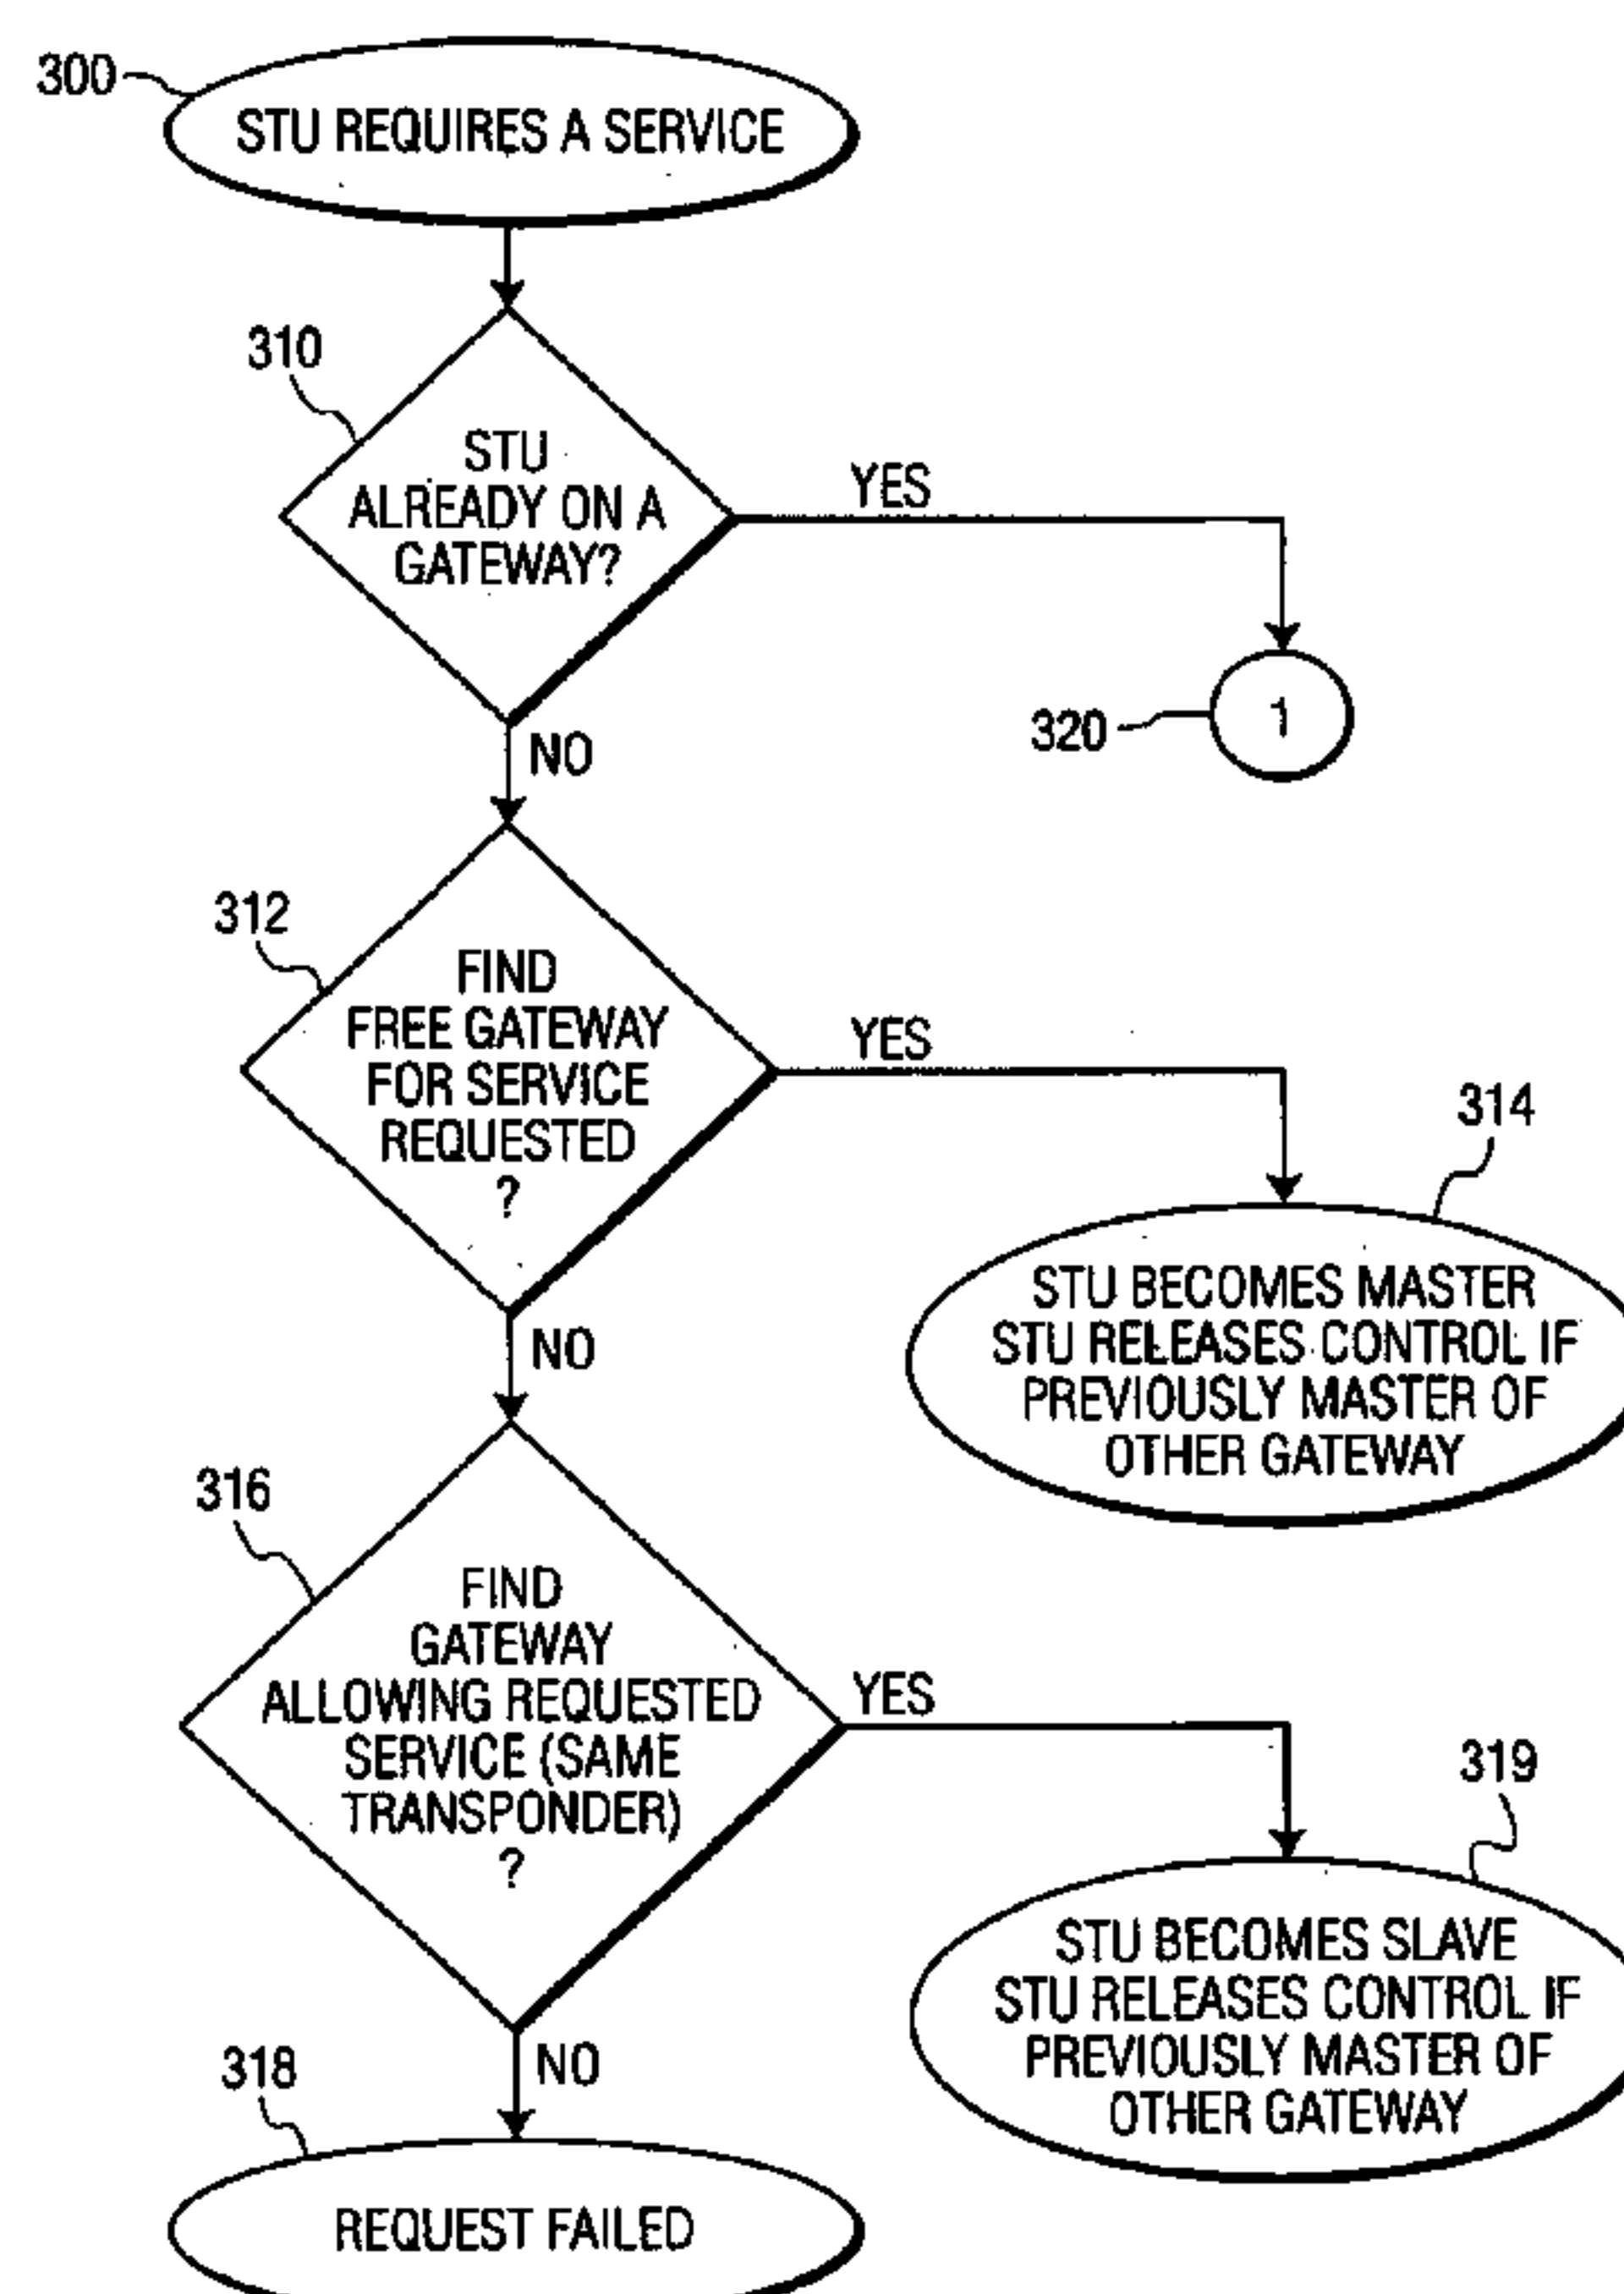 300
STU REQUIRES A SERVICE
310
STU
ALREADY ON A
GATEWAY?
YES
320
1
NO
312
FIND
FREE GATEWAY
FOR SERVICE
REQUESTED
?
YES
314
STU BECOMES MASTER
STU RELEASES CONTROL IF
PREVIOUSLY MASTER OF
OTHER GATEWAY
NO
316
FIND
GATEWAY
ALLOWING REQUESTED
SERVICE (SAME
TRANSPONDER)
?
YES
319
STU BECOMES SLAVE
STU RELEASES CONTROL IF
PREVIOUSLY MASTER OF
OTHER GATEWAY
NO
318
REQUEST FAILED